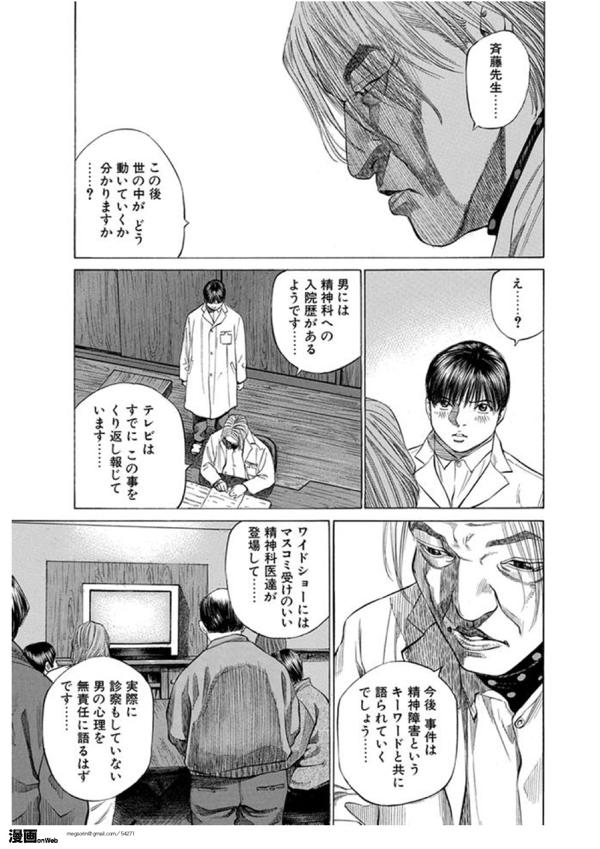 斉藤先生……
この後
世の中が どう
動いていくか
分かりますか
……?
え……?
男には
精神科への
入院歴がある
ようです……
テレビは
すでに この事を
くり返し報じて
います……
今後 事件は
精神障害という
キーワードと共に
語られていく
でしょう……
ワイドショーには
マスコミ受けのいい
精神科医達が
登場して……
実際に
診察もしていない
男の心理を
無責任に語るはず
です……
漫画 on Web
megaorin@gmail.com／54271